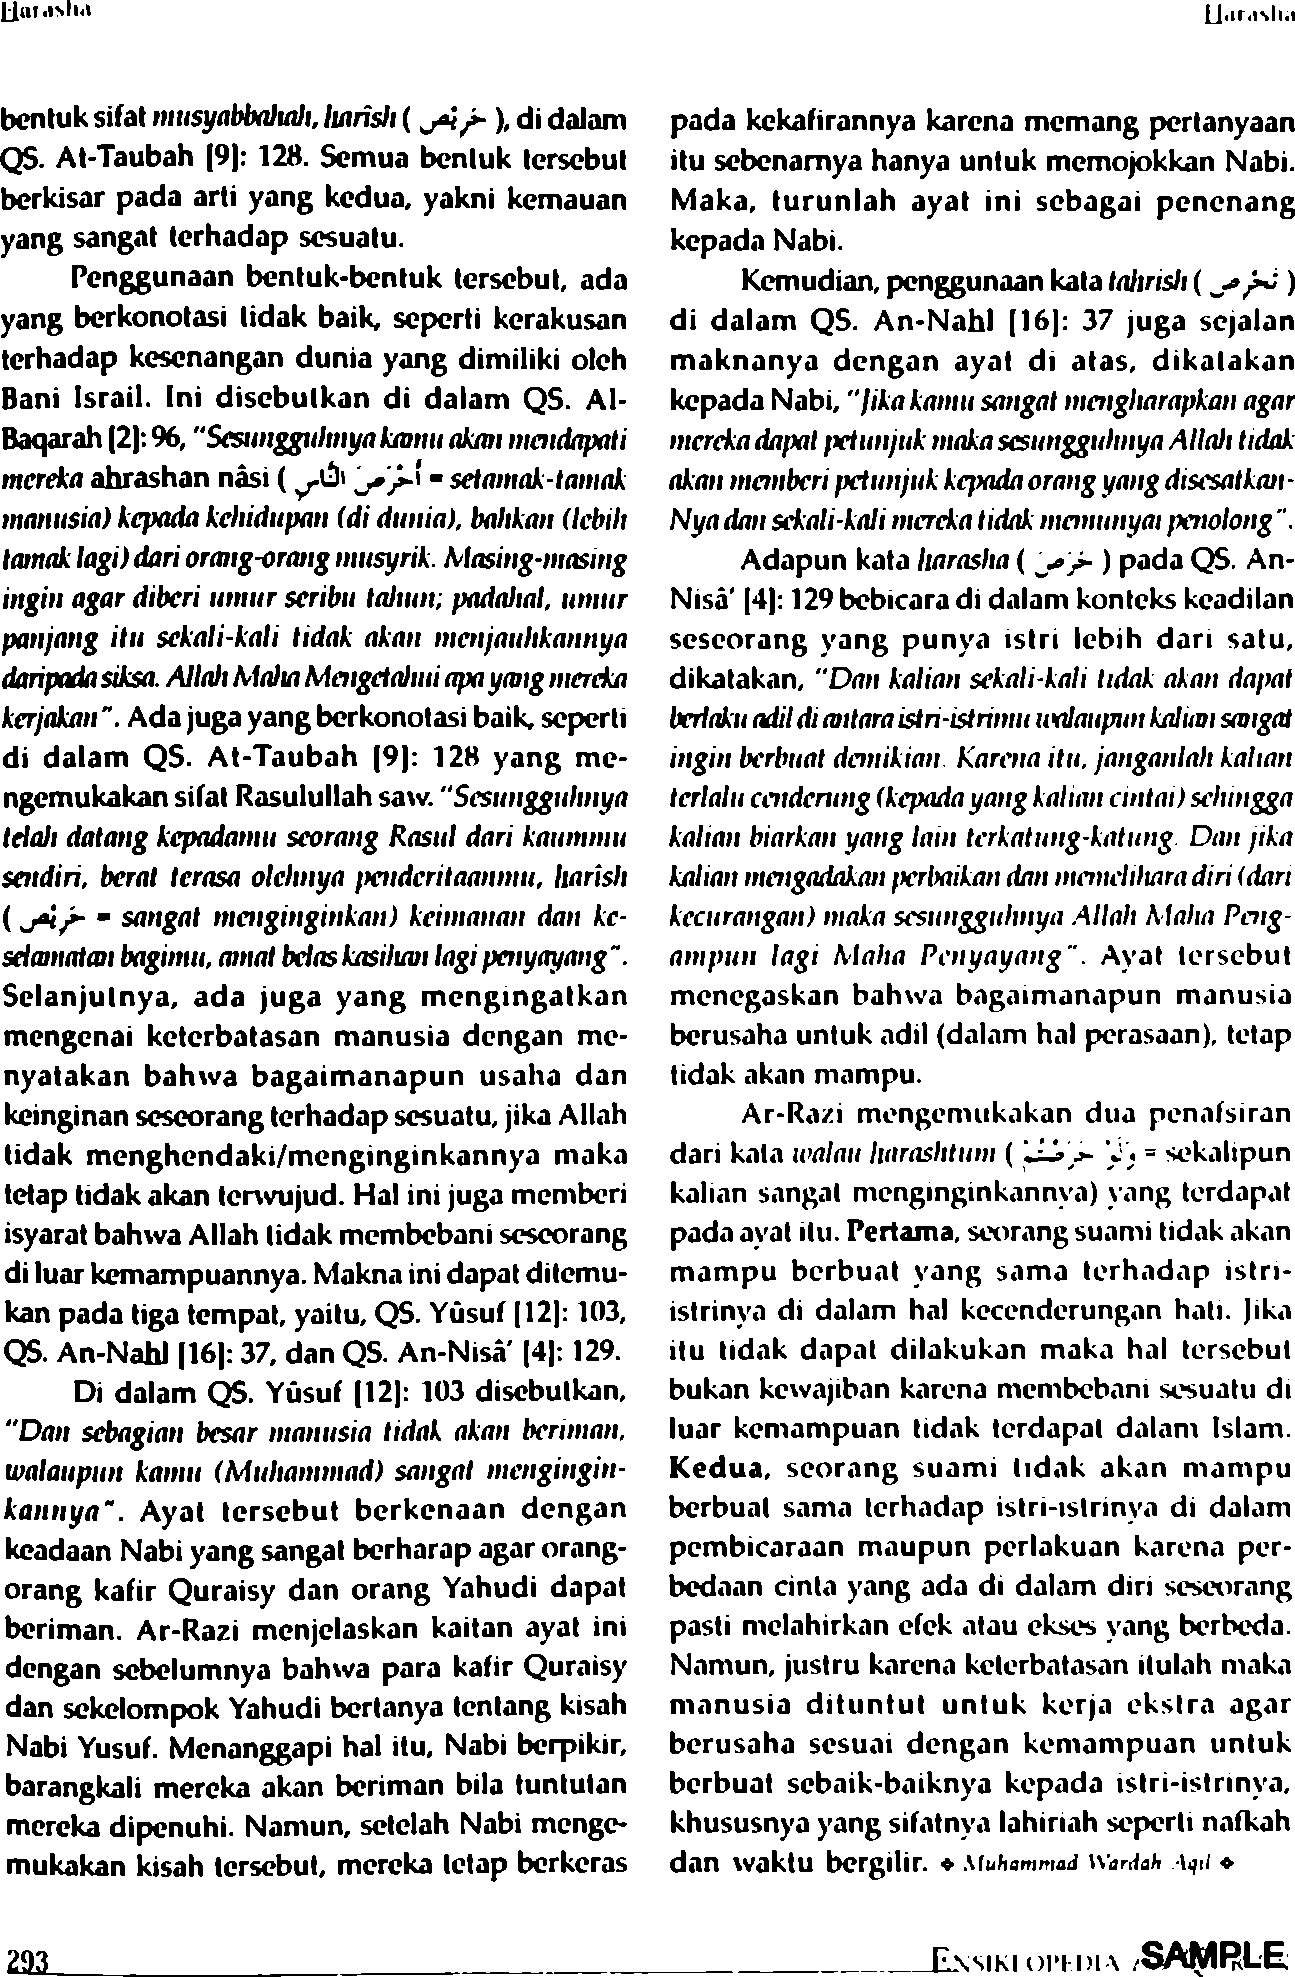 Harasha
Harasha
bentuk sifat musyabbahah, harîsh ( حَرِيْص ), di dalam
QS. At-Taubah [9]: 128. Semua bentuk tersebut
berkisar pada arti yang kedua, yakni kemauan
yang sangat terhadap sesuatu.
Penggunaan bentuk-bentuk tersebut, ada
yang berkonotasi tidak baik, seperti kerakusan
terhadap kesenangan dunia yang dimiliki oleh
Bani Israil. Ini disebutkan di dalam QS. Al-
Baqarah [2]: 96, "Sesungguhnya kamu akan mendapati
mereka ahrashan nâsi ( أَحْرَصَ النَّاسِ = setamak-tamak
manusia) kepada kehidupan (di dunia), bahkan (lebih
tamak lagi) dari orang-orang musyrik. Masing-masing
ingin agar diberi umur seribu tahun; padahal, umur
panjang itu sekali-kali tidak akan menjauhkannya
daripada siksa. Allah Maha Mengetahui apa yang mereka
kerjakan". Ada juga yang berkonotasi baik, seperti
di dalam QS. At-Taubah [9]: 128 yang me-
ngemukakan sifat Rasulullah saw. "Sesungguhnya
telah datang kepadamu seorang Rasul dari kaummu
sendiri, berat terasa olehnya penderitaanmu, harîsh
( حَرِيْص = sangat menginginkan) keimanan dan ke-
selamatan bagimu, amat belas kasihan lagi penyayang".
Selanjutnya, ada juga yang mengingatkan
mengenai keterbatasan manusia dengan me-
nyatakan bahwa bagaimanapun usaha dan
keinginan seseorang terhadap sesuatu, jika Allah
tidak menghendaki/menginginkannya maka
tetap tidak akan terwujud. Hal ini juga memberi
isyarat bahwa Allah tidak membebani seseorang
di luar kemampuannya. Makna ini dapat ditemu-
kan pada tiga tempat, yaitu, QS. Yûsuf [12]: 103,
QS. An-Nahl [16]: 37, dan QS. An-Nisâ' [4]: 129.
Di dalam QS. Yûsuf [12]: 103 disebutkan,
"Dan sebagian besar manusia tidak akan beriman,
walaupun kamu (Muhammad) sangat mengingin-
kannya". Ayat tersebut berkenaan dengan
keadaan Nabi yang sangat berharap agar orang-
orang kafir Quraisy dan orang Yahudi dapat
beriman. Ar-Razi menjelaskan kaitan ayat ini
dengan sebelumnya bahwa para kafir Quraisy
dan sekelompok Yahudi bertanya tentang kisah
Nabi Yusuf. Menanggapi hal itu, Nabi berpikir,
barangkali mereka akan beriman bila tuntutan
mereka dipenuhi. Namun, setelah Nabi menge-
mukakan kisah tersebut, mereka tetap berkeras
pada kekafirannya karena memang pertanyaan
itu sebenarnya hanya untuk memojokkan Nabi.
Maka, turunlah ayat ini sebagai penenang
kepada Nabi.
Kemudian, penggunaan kata tahrish ( تَحْرِص )
di dalam QS. An-Nahl [16]: 37 juga sejalan
maknanya dengan ayat di atas, dikatakan
kepada Nabi, "Jika kamu sangat mengharapkan agar
mereka dapat petunjuk maka sesungguhnya Allah tidak
akan memberi petunjuk kepada orang yang disesatkan-
Nya dan sekali-kali mereka tidak mempunyai penolong".
Adapun kata harasha ( حَرَصَ ) pada QS. An-
Nisâ' [4]: 129 bebicara di dalam konteks keadilan
seseorang yang punya istri lebih dari satu,
dikatakan, "Dan kalian sekali-kali tidak akan dapat
berlaku adil di antara istri-istrimu walaupun kalian sangat
ingin berbuat demikian. Karena itu, janganlah kalian
terlalu cenderung (kepada yang kalian cintai) sehingga
kalian biarkan yang lain terkatung-katung. Dan jika
kalian mengadakan perbaikan dan memelihara diri (dari
kecurangan) maka sesungguhnya Allah Maha Peng-
ampun lagi Maha Penyayang". Ayat tersebut
menegaskan bahwa bagaimanapun manusia
berusaha untuk adil (dalam hal perasaan), tetap
tidak akan mampu.
Ar-Razi mengemukakan dua penafsiran
dari kata walau harashtum ( وَلَوْ حَرَصْتُمْ = sekalipun
kalian sangat menginginkannya) yang terdapat
pada ayat itu. Pertama, seorang suami tidak akan
mampu berbuat yang sama terhadap istri-
istrinya di dalam hal kecenderungan hati. Jika
itu tidak dapat dilakukan maka hal tersebut
bukan kewajiban karena membebani sesuatu di
luar kemampuan tidak terdapat dalam Islam.
Kedua, seorang suami tidak akan mampu
berbuat sama terhadap istri-istrinya di dalam
pembicaraan maupun perlakuan karena per-
bedaan cinta yang ada di dalam diri seseorang
pasti melahirkan efek atau ekses yang berbeda.
Namun, justru karena keterbatasan itulah maka
manusia dituntut untuk kerja ekstra agar
berusaha sesuai dengan kemampuan untuk
berbuat sebaik-baiknya kepada istri-istrinya,
khususnya yang sifatnya lahiriah seperti nafkah
dan waktu bergilir. ◆ Muhammad Wardah Aqil ◆
293
ENSIKLOPEDIA
SAMPLE